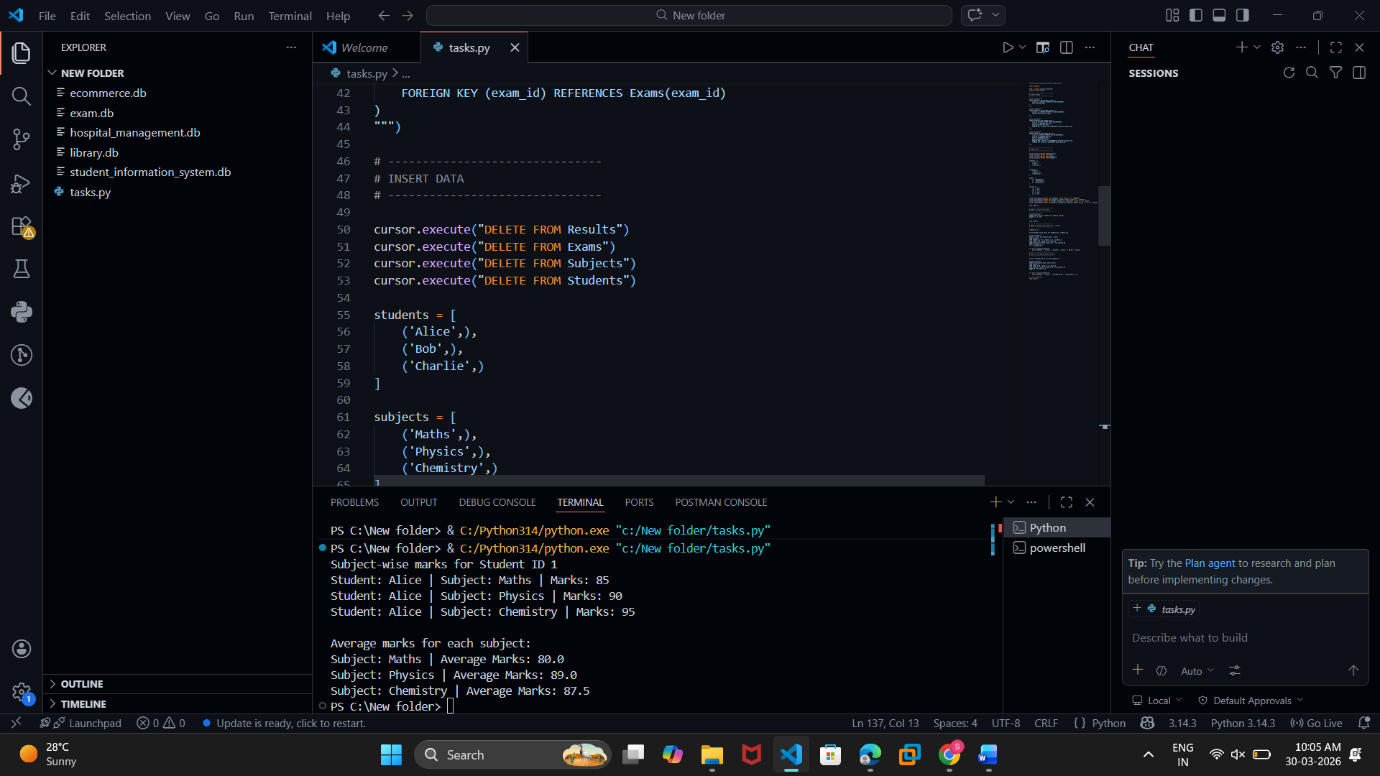 File Edit Selection View Go Run Terminal Help
New folder
EXPLORER
NEW FOLDER
ecommerce.db
exam.db
hospital_management.db
library.db
student_information_system.db
tasks.py
OUTLINE
TIMELINE
Welcome
tasks.py
tasks.py > ...
42 FOREIGN KEY (exam_id) REFERENCES Exams(exam_id)
43 )
44 """)
45
46 # -------------------------------
47 # INSERT DATA
48 # -------------------------------
49
50 cursor.execute("DELETE FROM Results")
51 cursor.execute("DELETE FROM Exams")
52 cursor.execute("DELETE FROM Subjects")
53 cursor.execute("DELETE FROM Students")
54
55 students = [
56 ('Alice',),
57 ('Bob',),
58 ('Charlie',)
59 ]
60
61 subjects = [
62 ('Maths',),
63 ('Physics',),
64 ('Chemistry',)
65 ]
PROBLEMS OUTPUT DEBUG CONSOLE TERMINAL PORTS POSTMAN CONSOLE
PS C:\New folder> & C:/Python314/python.exe "c:/New folder/tasks.py"
PS C:\New folder> & C:/Python314/python.exe "c:/New folder/tasks.py"
Subject-wise marks for Student ID 1
Student: Alice | Subject: Maths | Marks: 85
Student: Alice | Subject: Physics | Marks: 90
Student: Alice | Subject: Chemistry | Marks: 95
Average marks for each subject:
Subject: Maths | Average Marks: 80.0
Subject: Physics | Average Marks: 89.0
Subject: Chemistry | Average Marks: 87.5
PS C:\New folder>
Python
powershell
CHAT
SESSIONS
Tip: Try the Plan agent to research and plan
before implementing changes.
tasks.py
Describe what to build
Auto
Local Default Approvals
Launchpad 0 0 Update is ready, click to restart. Ln 137, Col 13 Spaces: 4 UTF-8 CRLF { } Python 3.14.3 Python 3.14.3 Go Live
28°C
Sunny
Search
ENG
IN
10:05 AM
30-03-2026